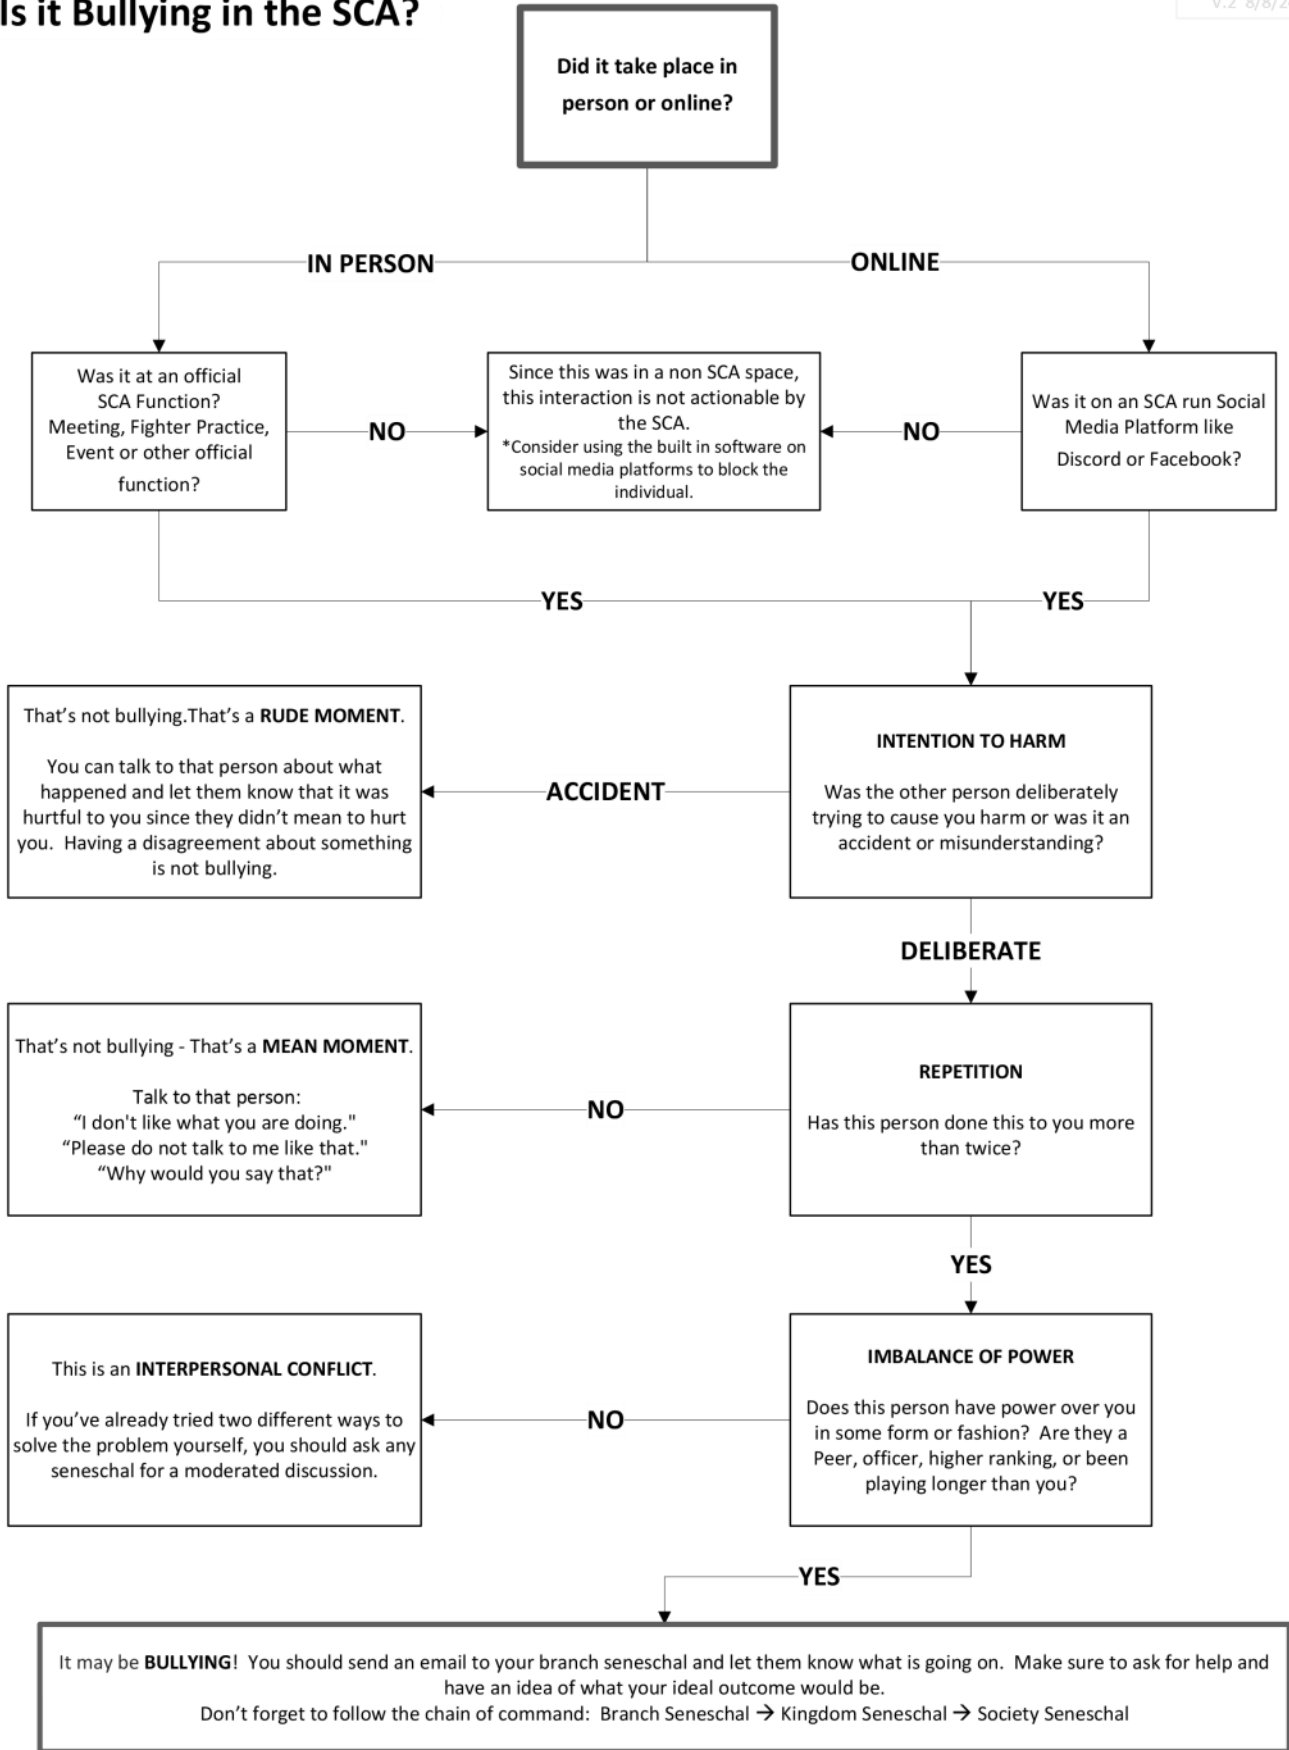 Is it Bullying in the SCA?
V.2 8/8/2
Did it take place in
person or online?
IN PERSON
ONLINE
Was it at an official
SCA Function?
Meeting, Fighter Practice,
Event or other official
function?
NO
Since this was in a non SCA space,
this interaction is not actionable by
the SCA.
*Consider using the built in software on
social media platforms to block the
individual.
NO
Was it on an SCA run Social
Media Platform like
Discord or Facebook?
YES
YES
That's not bullying.That's a RUDE MOMENT.
You can talk to that person about what
happened and let them know that it was
hurtful to you since they didn't mean to hurt
you.  Having a disagreement about something
is not bullying.
ACCIDENT
INTENTION TO HARM
Was the other person deliberately
trying to cause you harm or was it an
accident or misunderstanding?
DELIBERATE
That's not bullying - That's a MEAN MOMENT.
Talk to that person:
“I don't like what you are doing."
“Please do not talk to me like that."
“Why would you say that?"
NO
REPETITION
Has this person done this to you more
than twice?
YES
This is an INTERPERSONAL CONFLICT.
If you've already tried two different ways to
solve the problem yourself, you should ask any
seneschal for a moderated discussion.
NO
IMBALANCE OF POWER
Does this person have power over you
in some form or fashion?  Are they a
Peer, officer, higher ranking, or been
playing longer than you?
YES
It may be BULLYING!  You should send an email to your branch seneschal and let them know what is going on.  Make sure to ask for help and
have an idea of what your ideal outcome would be.
Don't forget to follow the chain of command:  Branch Seneschal → Kingdom Seneschal → Society Seneschal